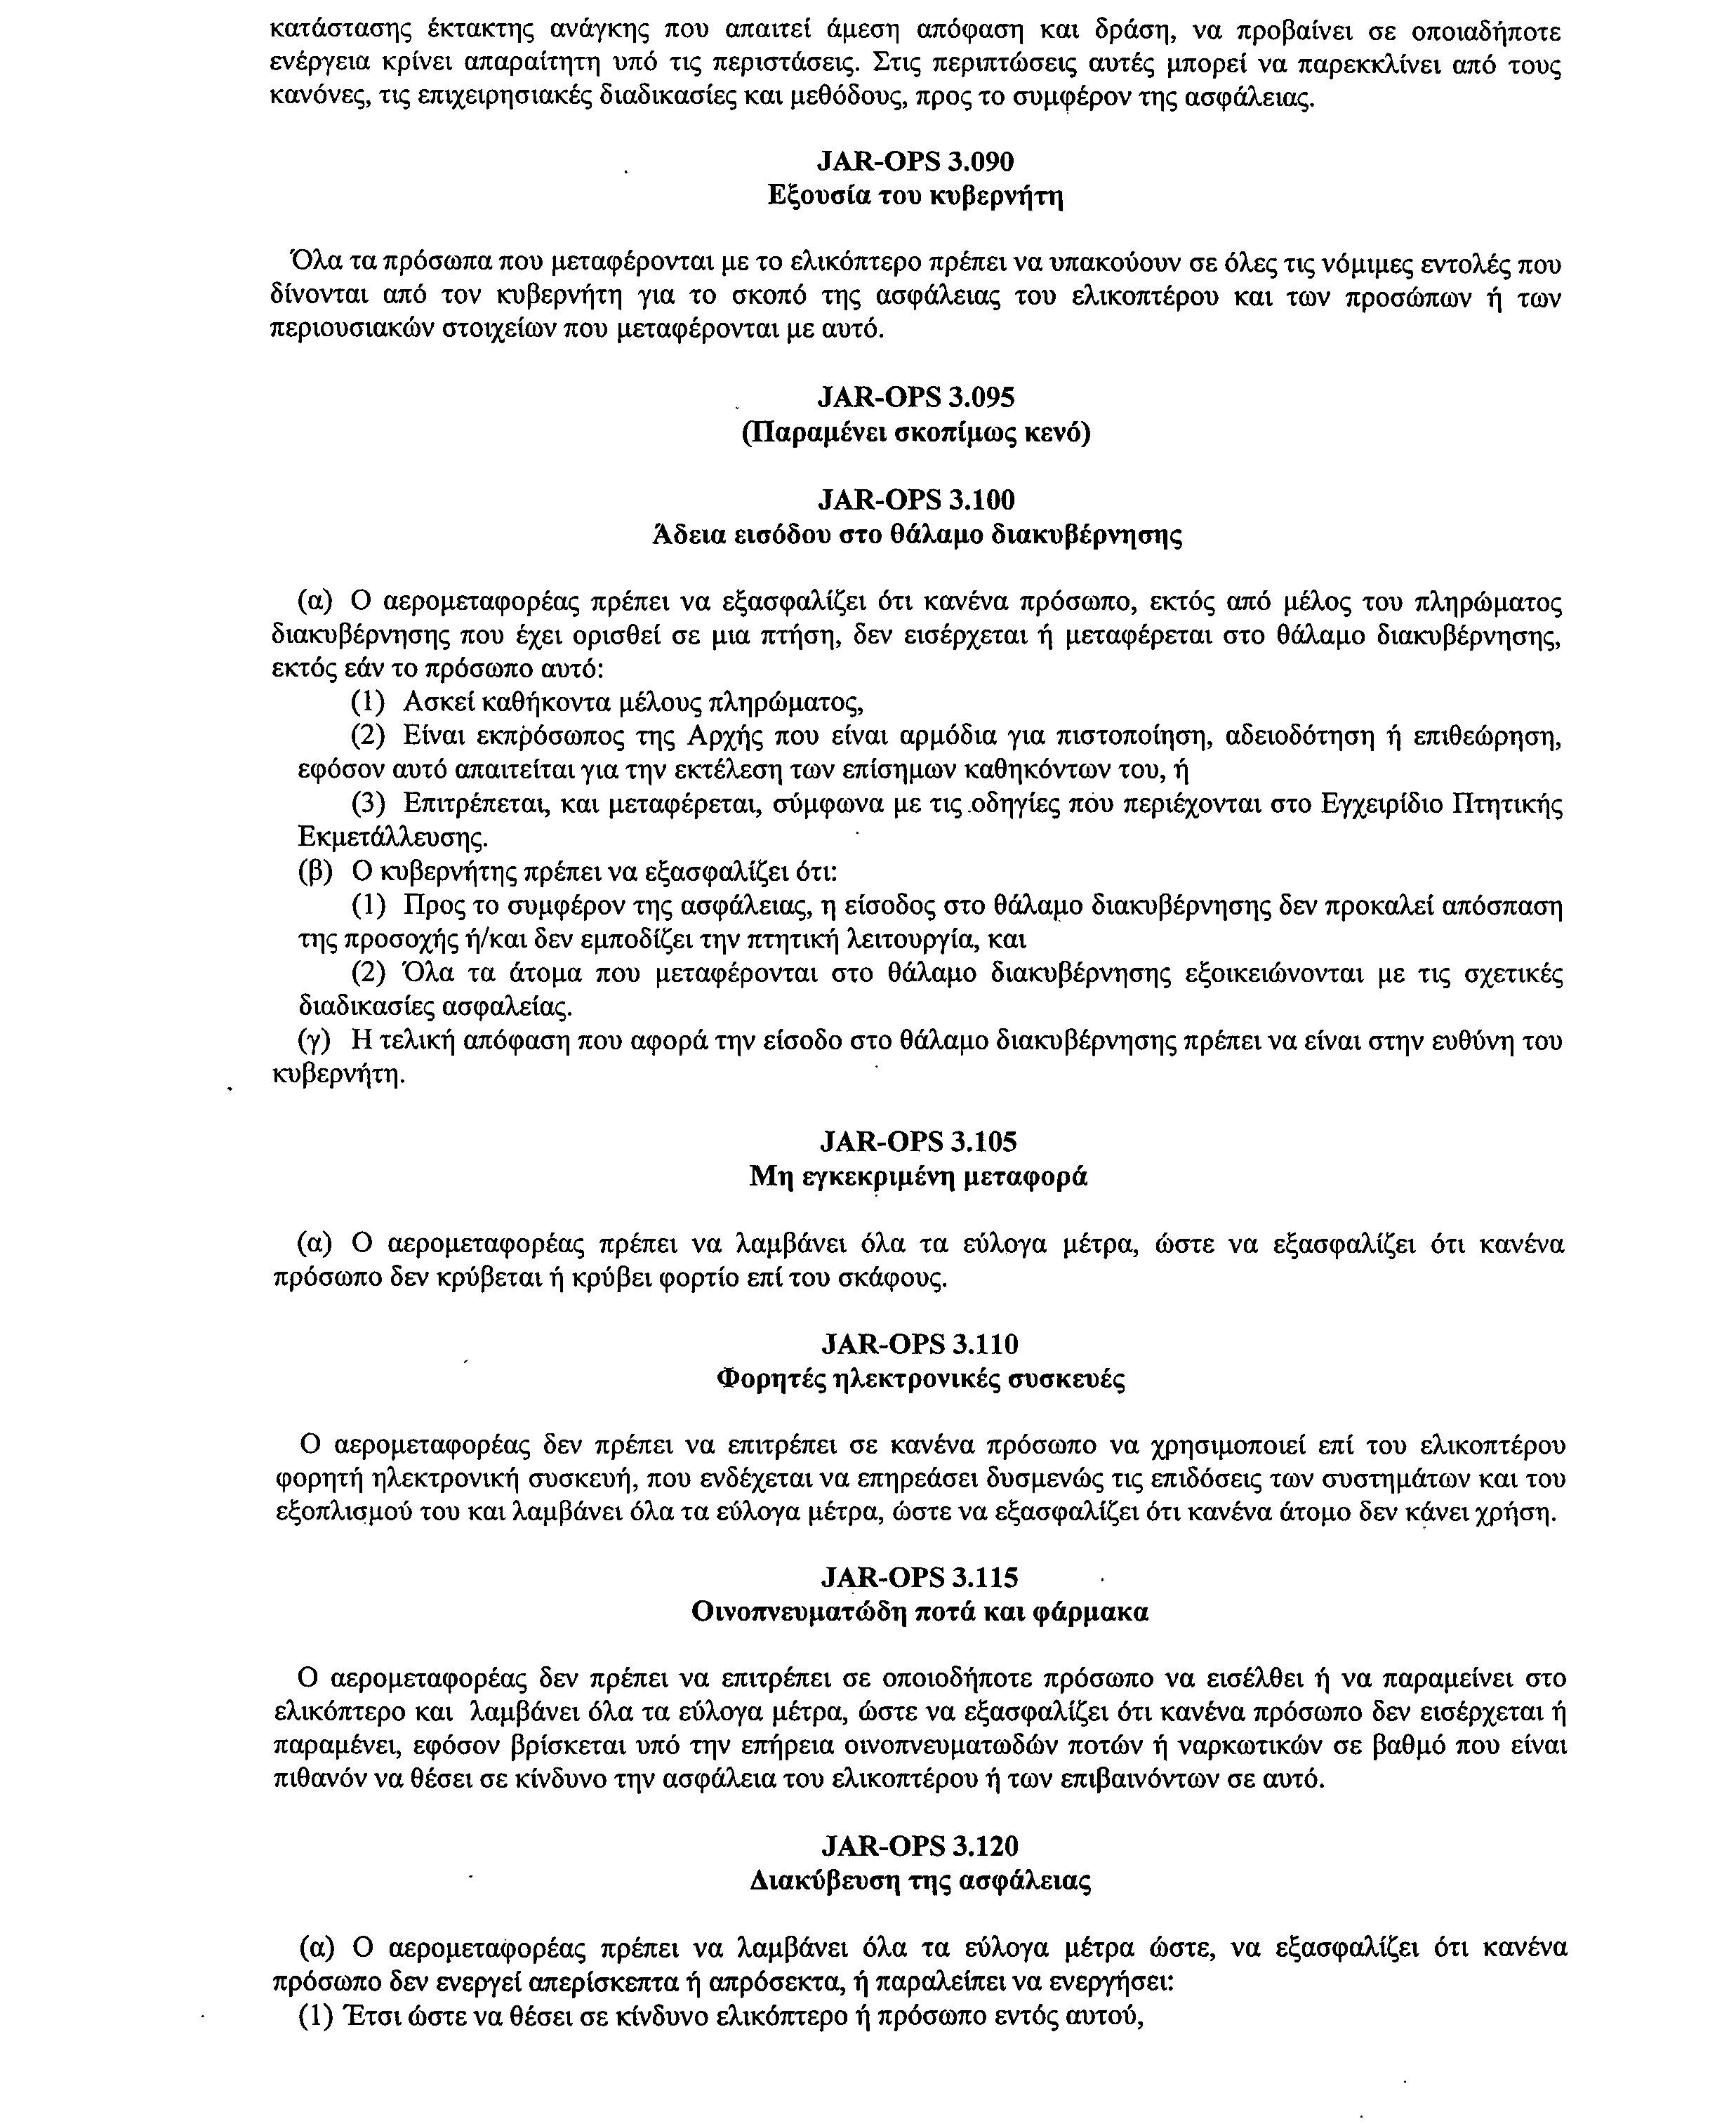 κατάστασης έκτακτης ανάγκης που απαιτεί άμεση απόφαση και δράση, να προβαίνει σε οποιαδήποτε
ενέργεια κρίνει απαραίτητη υπό τις περιστάσεις. Στις περιπτώσεις αυτές μπορεί να παρεκκλίνει από τους
κανόνες, τις επιχειρησιακές διαδικασίες και μεθόδους, προς το συμφέρον της ασφάλειας.
JAR-OPS 3.090
Εξουσία του κυβερνήτη
Όλα τα πρόσωπα που μεταφέρονται με το ελικόπτερο πρέπει να υπακούουν σε όλες τις νόμιμες εντολές που
δίνονται από τον κυβερνήτη για το σκοπό της ασφάλειας του ελικοπτέρου και των προσώπων ή των
περιουσιακών στοιχείων που μεταφέρονται με αυτό.
JAR-OPS 3.095
(Παραμένει σκοπίμως κενό)
JAR-OPS 3.100
Άδεια εισόδου στο θάλαμο διακυβέρνησης
(α) Ο αερομεταφορέας πρέπει να εξασφαλίζει ότι κανένα πρόσωπο, εκτός από μέλος του πληρώματος
διακυβέρνησης που έχει ορισθεί σε μια πτήση, δεν εισέρχεται ή μεταφέρεται στο θάλαμο διακυβέρνησης,
εκτός εάν το πρόσωπο αυτό:
(1) Ασκεί καθήκοντα μέλους πληρώματος,
(2) Είναι εκπρόσωπος της Αρχής που είναι αρμόδια για πιστοποίηση, αδειοδότηση ή επιθεώρηση,
εφόσον αυτό απαιτείται για την εκτέλεση των επίσημων καθηκόντων του, ή
(3) Επιτρέπεται, και μεταφέρεται, σύμφωνα με τις οδηγίες που περιέχονται στο Εγχειρίδιο Πτητικής
Εκμετάλλευσης.
(β) Ο κυβερνήτης πρέπει να εξασφαλίζει ότι:
(1) Προς το συμφέρον της ασφάλειας, η είσοδος στο θάλαμο διακυβέρνησης δεν προκαλεί απόσπαση
της προσοχής ή/και δεν εμποδίζει την πτητική λειτουργία, και
(2) Όλα τα άτομα που μεταφέρονται στο θάλαμο διακυβέρνησης εξοικειώνονται με τις σχετικές
διαδικασίες ασφαλείας.
(γ) Η τελική απόφαση που αφορά την είσοδο στο θάλαμο διακυβέρνησης πρέπει να είναι στην ευθύνη του
κυβερνήτη.
JAR-OPS 3.105
Μη εγκεκριμένη μεταφορά
(α) Ο αερομεταφορέας πρέπει να λαμβάνει όλα τα εύλογα μέτρα, ώστε να εξασφαλίζει ότι κανένα
πρόσωπο δεν κρύβεται ή κρύβει φορτίο επί του σκάφους.
JAR-OPS 3.110
Φορητές ηλεκτρονικές συσκευές
Ο αερομεταφορέας δεν πρέπει να επιτρέπει σε κανένα πρόσωπο να χρησιμοποιεί επί του ελικοπτέρου
φορητή ηλεκτρονική συσκευή, που ενδέχεται να επηρεάσει δυσμενώς τις επιδόσεις των συστημάτων και του
εξοπλισμού του και λαμβάνει όλα τα εύλογα μέτρα, ώστε να εξασφαλίζει ότι κανένα άτομο δεν κάνει χρήση.
JAR-OPS 3.115
Οινοπνευματώδη ποτά και φάρμακα
Ο αερομεταφορέας δεν πρέπει να επιτρέπει σε οποιοδήποτε πρόσωπο να εισέλθει ή να παραμείνει στο
ελικόπτερο και λαμβάνει όλα τα εύλογα μέτρα, ώστε να εξασφαλίζει ότι κανένα πρόσωπο δεν εισέρχεται ή
παραμένει, εφόσον βρίσκεται υπό την επήρεια οινοπνευματωδών ποτών ή ναρκωτικών σε βαθμό που είναι
πιθανόν να θέσει σε κίνδυνο την ασφάλεια του ελικοπτέρου ή των επιβαινόντων σε αυτό.
JAR-OPS 3.120
Διακύβευση της ασφάλειας
(α) Ο αερομεταφορέας πρέπει να λαμβάνει όλα τα εύλογα μέτρα ώστε, να εξασφαλίζει ότι κανένα
πρόσωπο δεν ενεργεί απερίσκεπτα ή απρόσεκτα, ή παραλείπει να ενεργήσει:
(1) Έτσι ώστε να θέσει σε κίνδυνο ελικόπτερο ή πρόσωπο εντός αυτού,